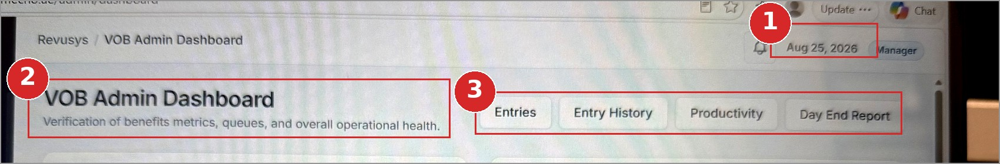 Update
Chat
1
Revusys / VOB Admin Dashboard
Aug 25, 2026
Manager
2
VOB Admin Dashboard
Verification of benefits metrics, queues, and overall operational health.
3
Entries
Entry History
Productivity
Day End Report